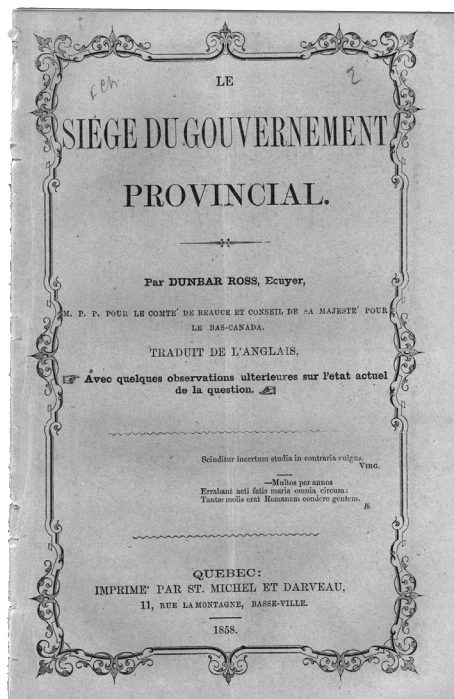 LE
SIÉGE DU GOUVERNEMENT
PROVINCIAL.
Par DUNBAR ROSS, Ecuyer,
M. P. P. POUR LE COMTE´ DE BEAUCE ET CONSEIL DE SA MAJESTE´ POUR
LE BAS-CANADA.
TRADUIT DE L'ANGLAIS,
☞ Avec quelques observations ulterieures sur l'etat actuel
de la question.
Scinditur incertum studia in contraria vulgus.
VIRG.
—Multos per annos
Errabant acti fatis maria omnia circum:
Tantæ molis erat Romanam condere gentem.
Ib.
QUEBEC:
IMPRIME´ PAR ST. MICHEL ET DARVEAU,
11, RUE LAMONTAGNE, BASSE-VILLE.
1858.